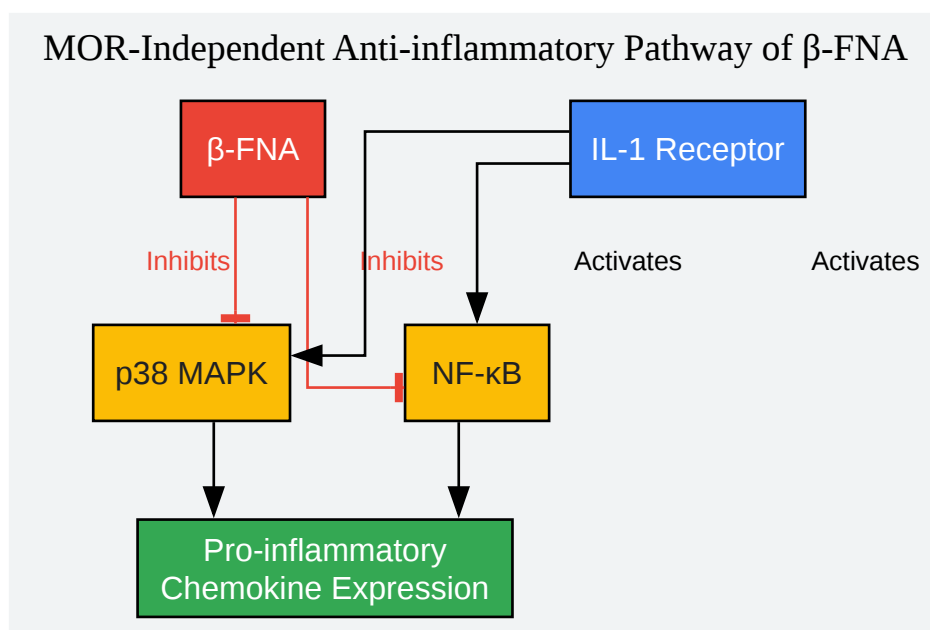 MOR-Independent Anti-inflammatory Pathway of β-FNA
β-FNA
IL-1 Receptor
Inhibits
Inhibits
Activates
Activates
p38 MAPK
NF-κB
Pro-inflammatory
Chemokine Expression